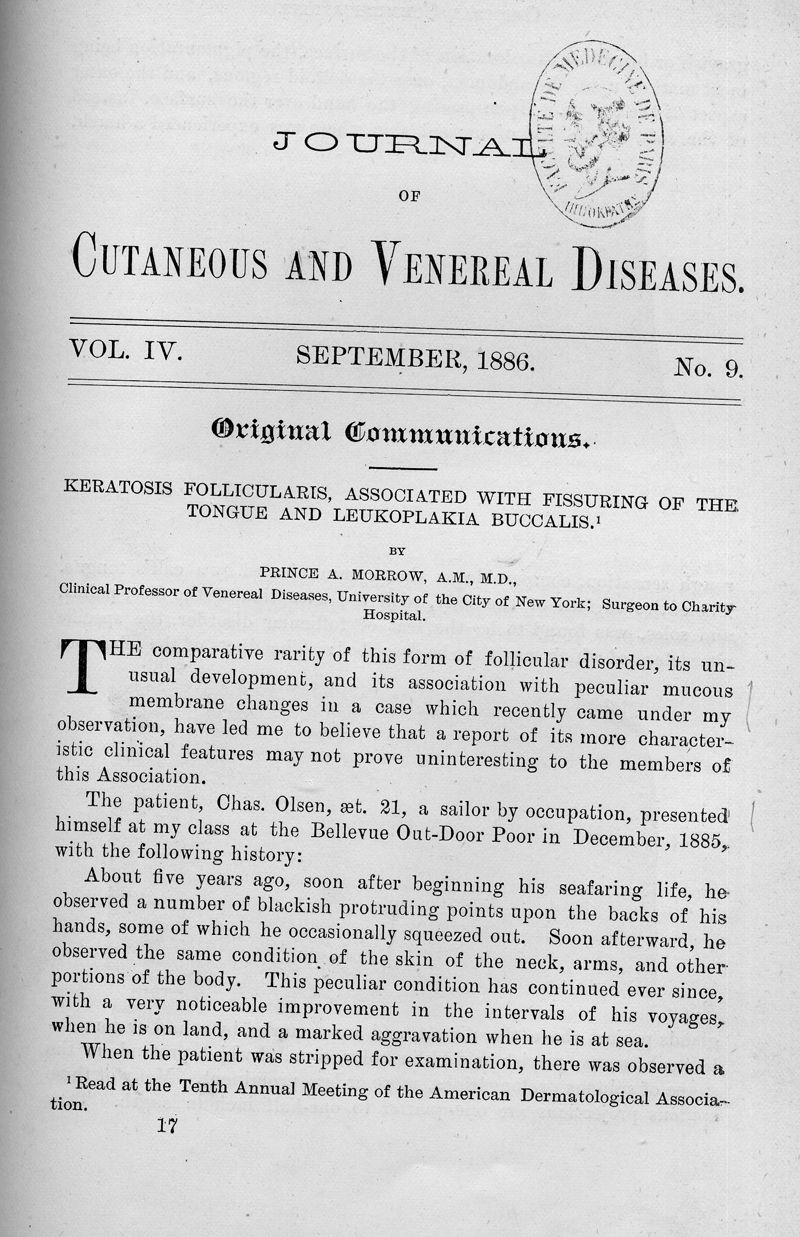 FACULTE DE MEDECINE DE PARIS
JOURNAL
OF
CUTANEOUS AND VENEREAL DISEASES.
VOL. IV.  SEPTEMBER, 1886.  No. 9.
Original Communications.
KERATOSIS FOLLICULARIS, ASSOCIATED WITH FISSURING OF THE
TONGUE AND LEUKOPLAKIA BUCCALIS.¹
BY
PRINCE A. MORROW, A.M., M.D.,
Clinical Professor of Venereal Diseases, University of the City of New York; Surgeon to Charity
Hospital.
THE comparative rarity of this form of follicular disorder, its un-
usual development, and its association with peculiar mucous
membrane changes in a case which recently came under my
observation, have led me to believe that a report of its more character-
istic clinical features may not prove uninteresting to the members of
this Association.
The patient, Chas. Olsen, æt. 21, a sailor by occupation, presented
himself at my class at the Bellevue Out-Door Poor in December, 1885,
with the following history:
About five years ago, soon after beginning his seafaring life, he
observed a number of blackish protruding points upon the backs of his
hands, some of which he occasionally squeezed out. Soon afterward, he
observed the same condition of the skin of the neck, arms, and other
portions of the body. This peculiar condition has continued ever since,
with a very noticeable improvement in the intervals of his voyages,
when he is on land, and a marked aggravation when he is at sea.
When the patient was stripped for examination, there was observed a
¹ Read at the Tenth Annual Meeting of the American Dermatological Associa-
tion.
17